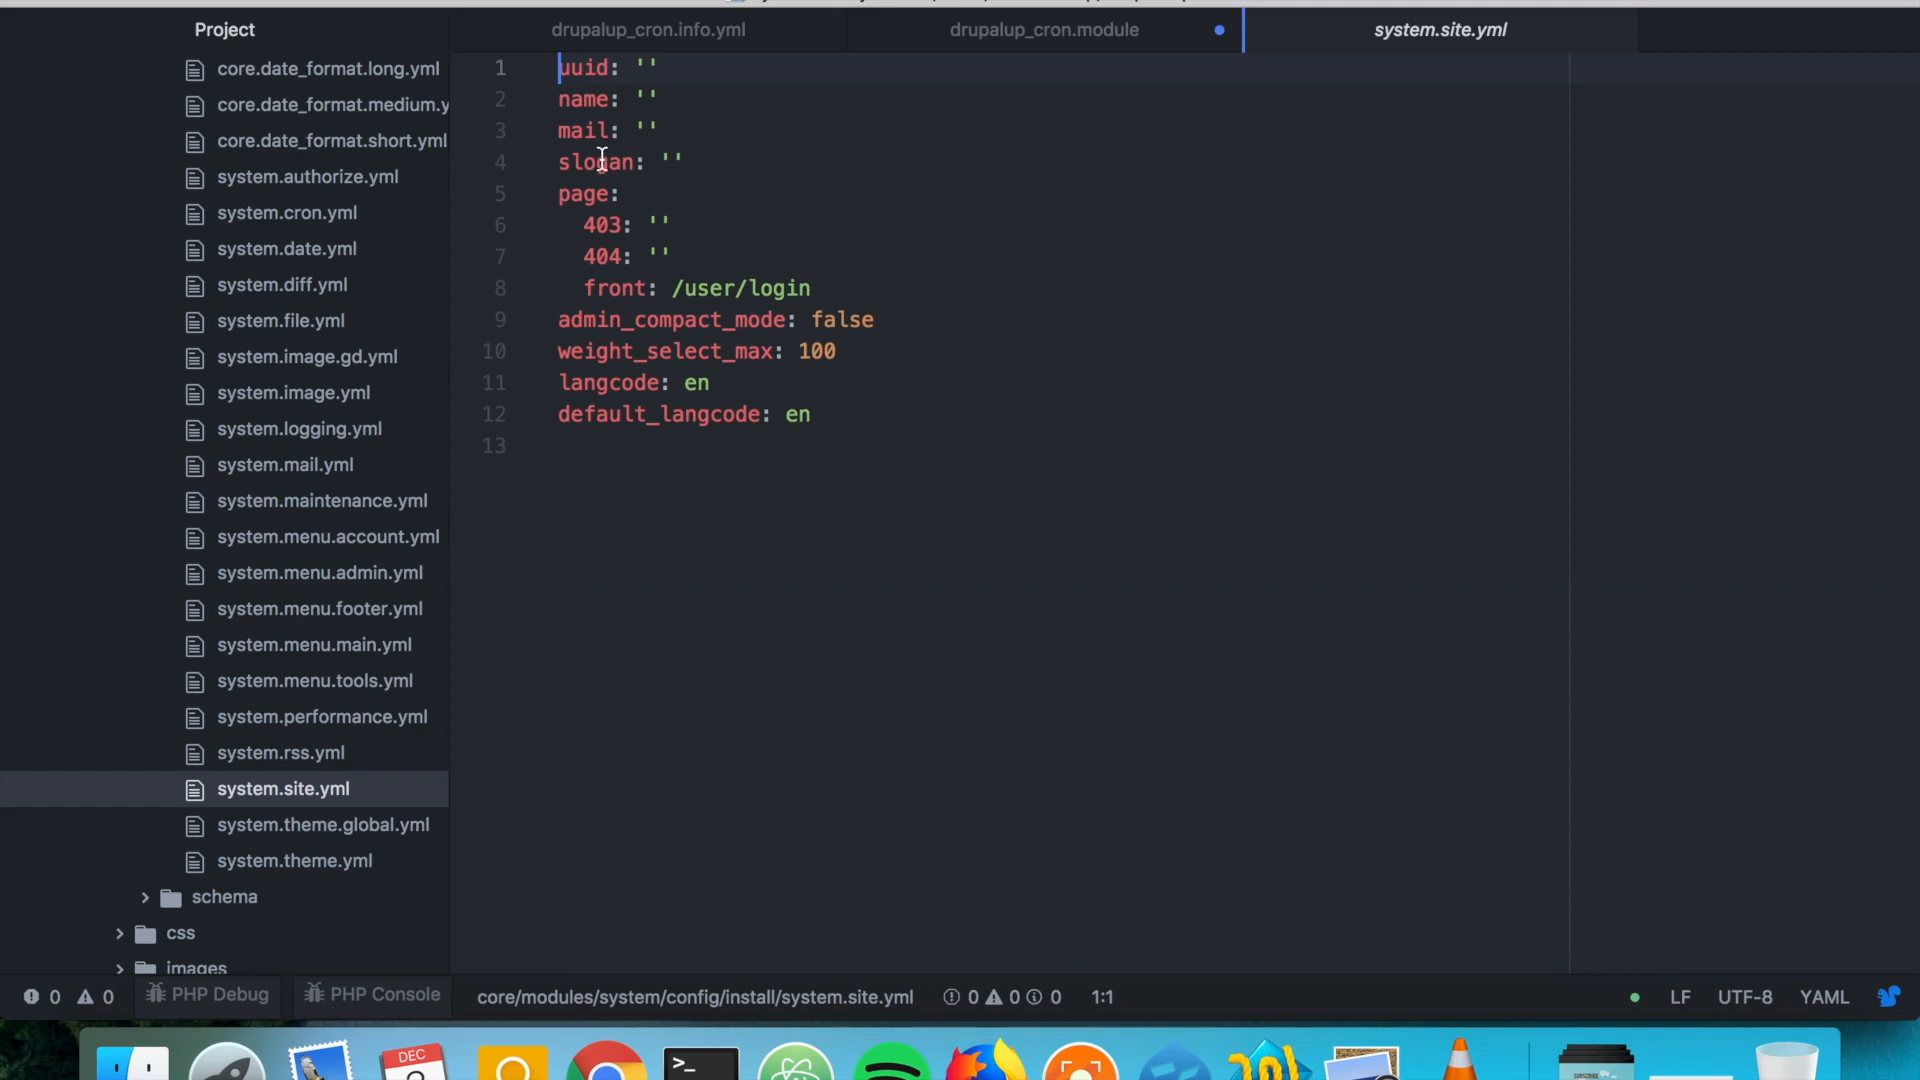 Project
drupalup_cron.info.yml
drupalup_cron.module
system.site.yml
core.date_format.long.yml
core.date_format.medium.y
core.date_format.short.yml
system.authorize.yml
system.cron.yml
system.date.yml
system.diff.yml
system.file.yml
system.image.gd.yml
system.image.yml
system.logging.yml
system.mail.yml
system.maintenance.yml
system.menu.account.yml
system.menu.admin.yml
system.menu.footer.yml
system.menu.main.yml
system.menu.tools.yml
system.performance.yml
system.rss.yml
system.site.yml
system.theme.global.yml
system.theme.yml
schema
css
images
1 uuid: ''
2 name: ''
3 mail: ''
4 slogan: ''
5 page:
6 403: ''
7 404: ''
8 front: /user/login
9 admin_compact_mode: false
10 weight_select_max: 100
11 langcode: en
12 default_langcode: en
13
0 0 PHP Debug PHP Console core/modules/system/config/install/system.site.yml 0 0 0 1:1 LF UTF-8 YAML
DEC
>_
SUBSCRIBE